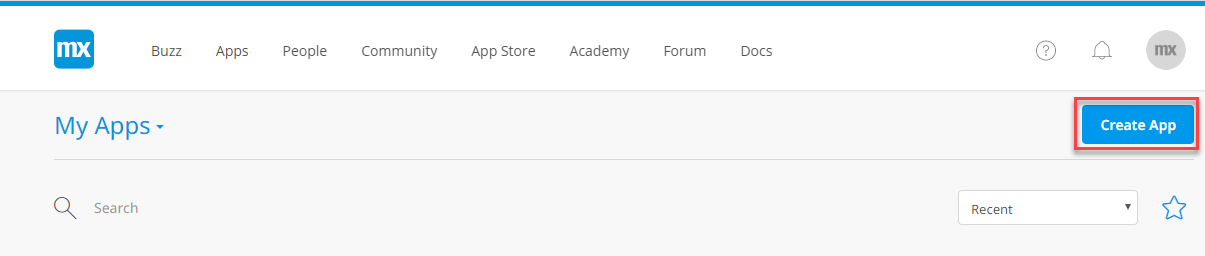 mx Buzz Apps People Community App Store Academy Forum Docs ? mx
My Apps Create App
Search Recent